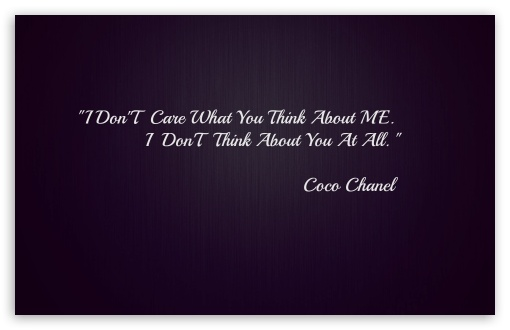 "I Don'T Care What You Think About ME.
I DonT Think About You At All."
Coco Chanel